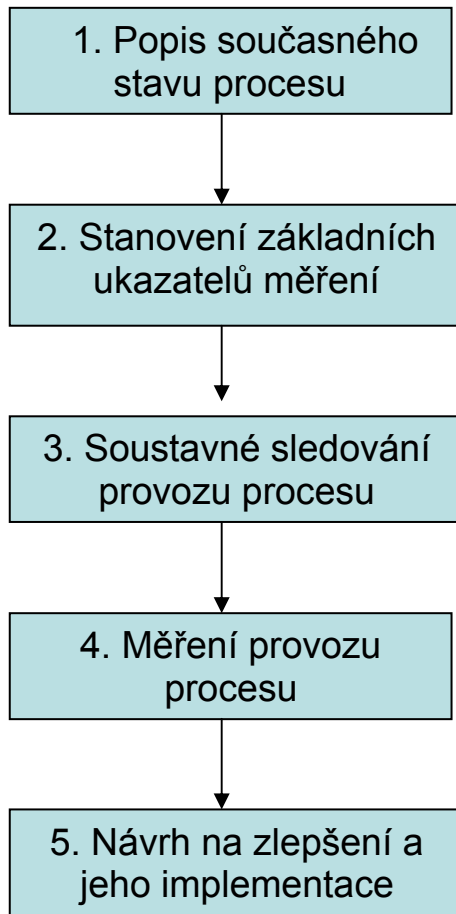 1. Popis současného
stavu procesu
2. Stanovení základních
ukazatelů měření
3. Soustavné sledování
provozu procesu
4. Měření provozu
procesu
5. Návrh na zlepšení a
jeho implementace